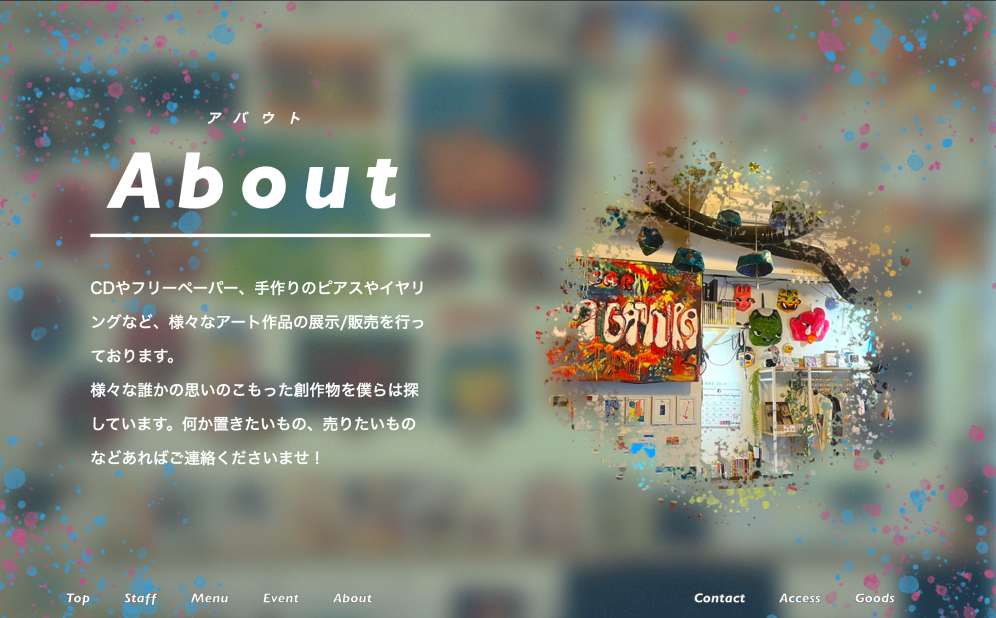 アバウト
About
CDやフリーペーパー、手作りのピアスやイヤリ
ングなど、様々なアート作品の展示/販売を行っ
ております。
様々な誰かの思いのこもった創作物を僕らは探
しています。何か置きたいもの、売りたいもの
などあればご連絡くださいませ！
Top Staff Menu Event About Contact Access Goods